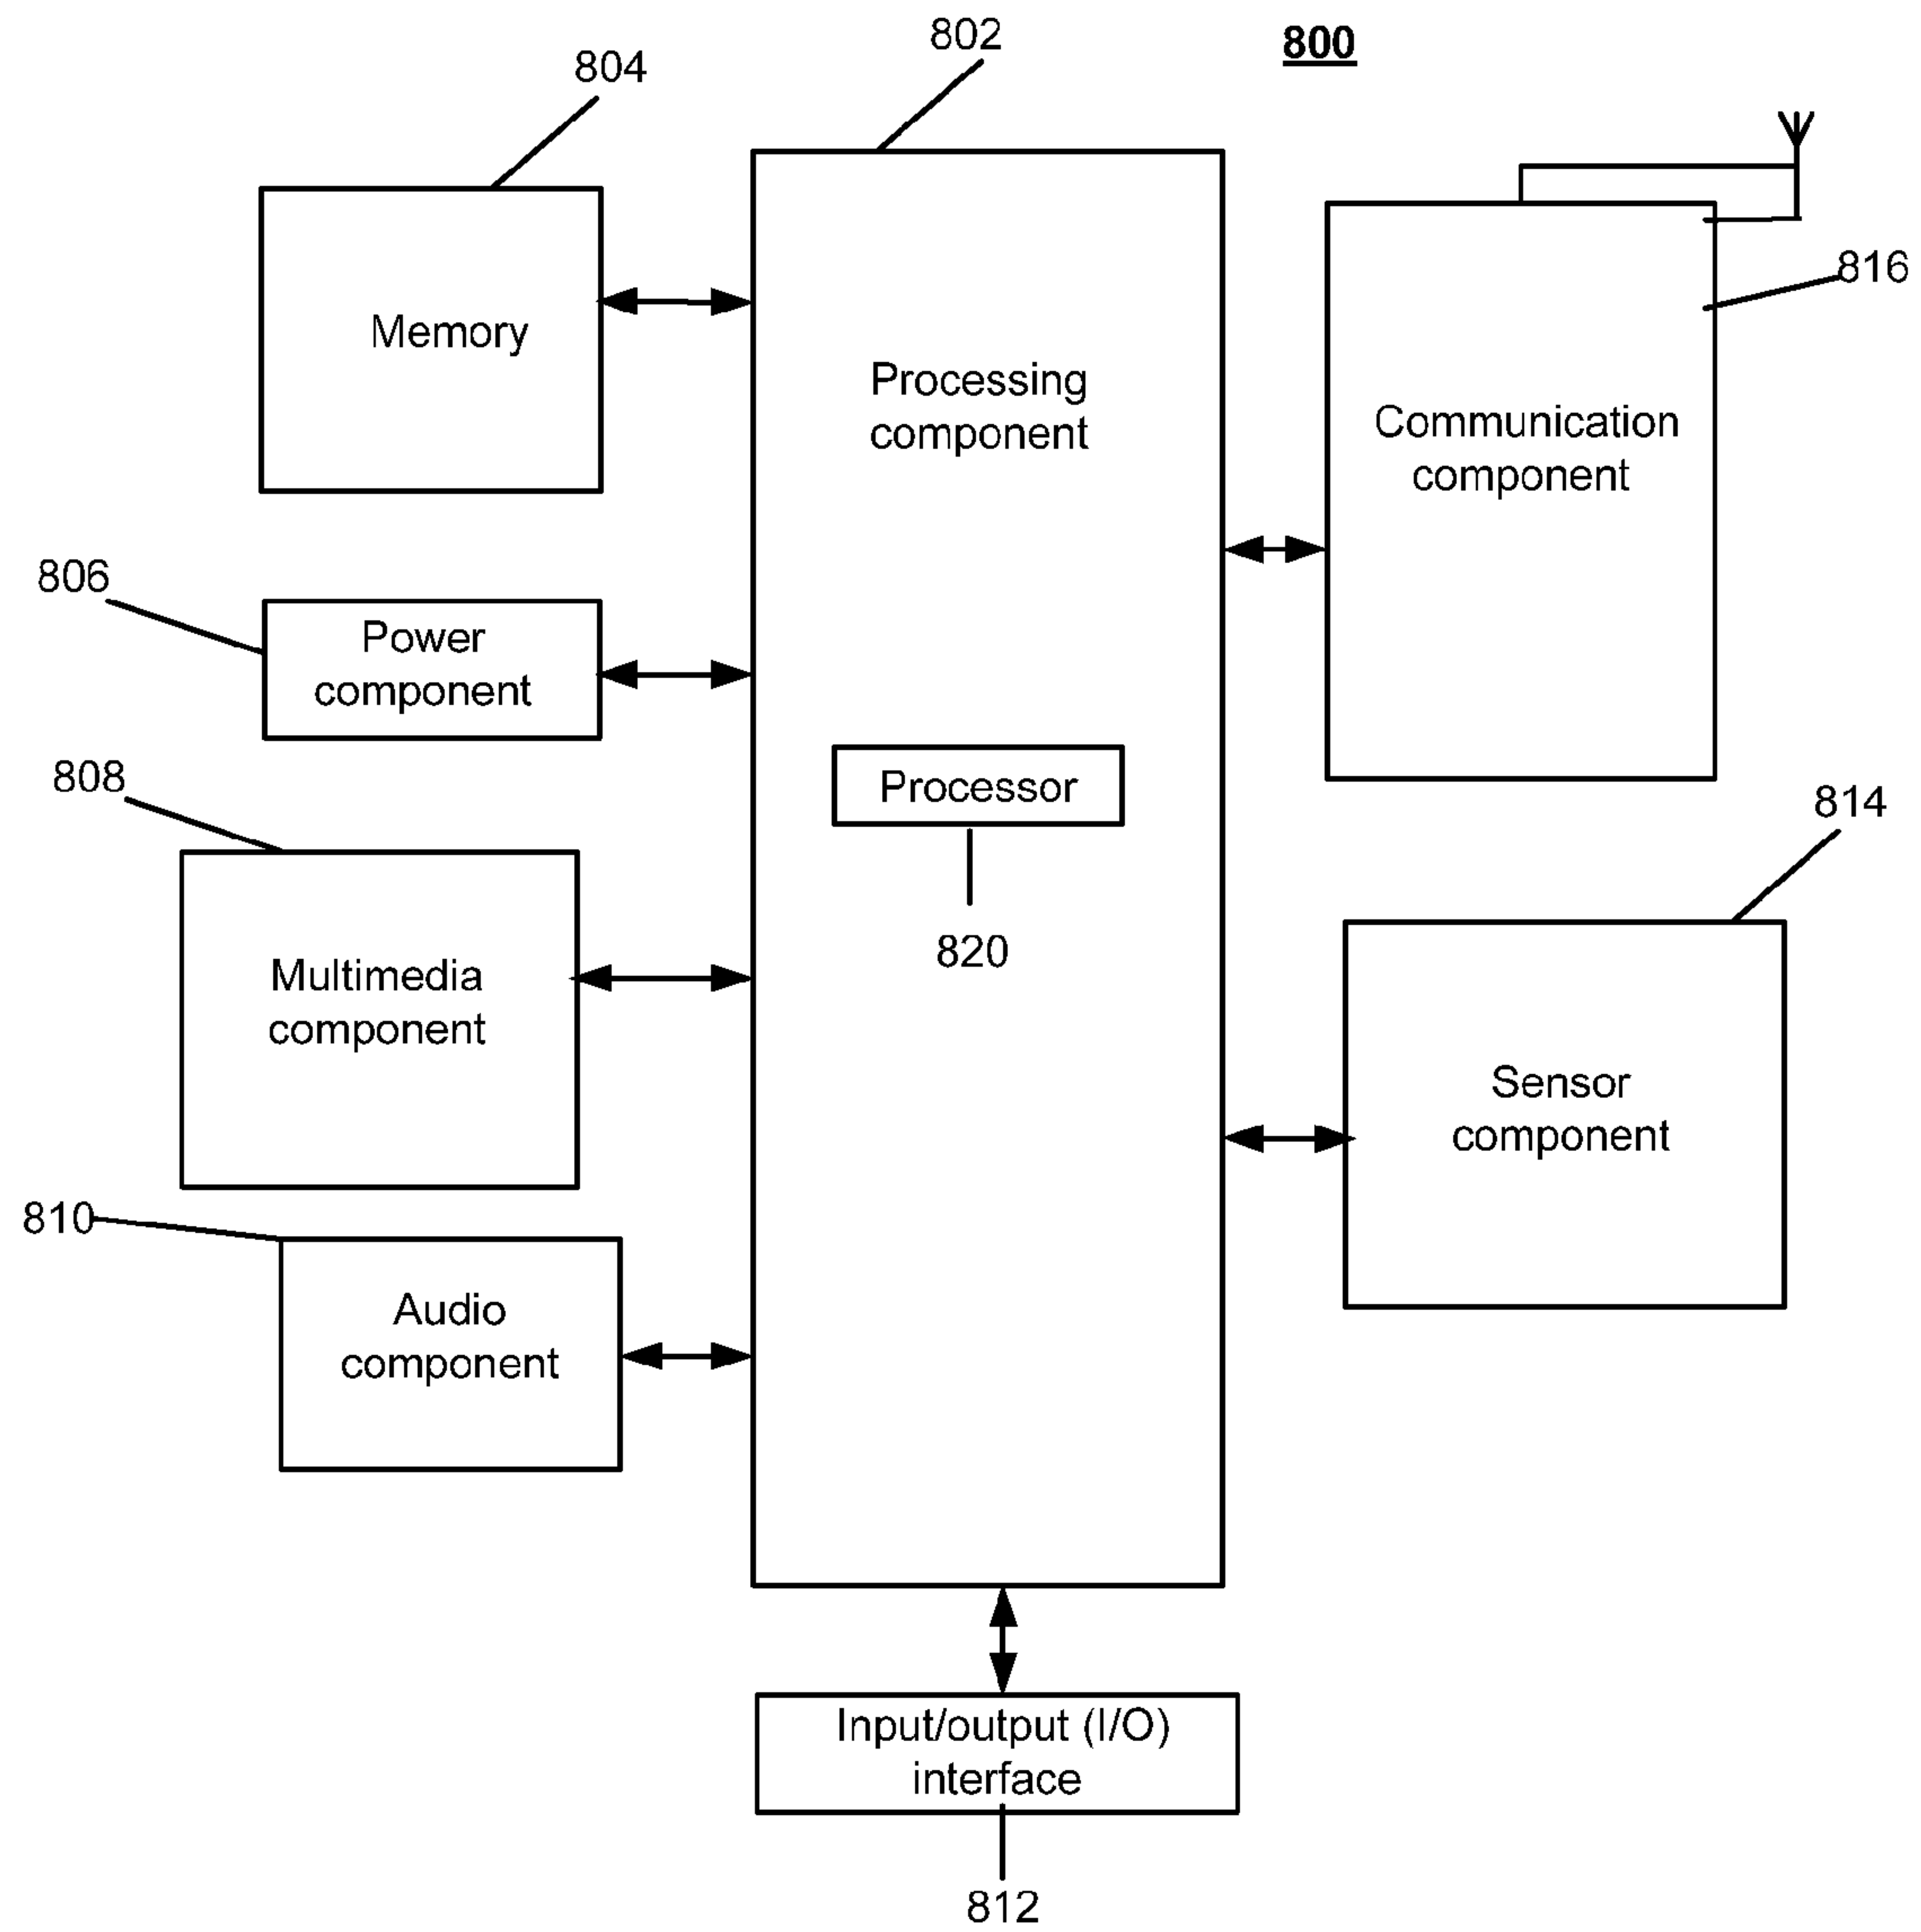 802
800
804
816
Memory
Processing
component
Communication
component
806
Power
component
808
Processor
814
820
Multimedia
component
Sensor
component
810
Audio
component
Input/output (I/O)
interface
812